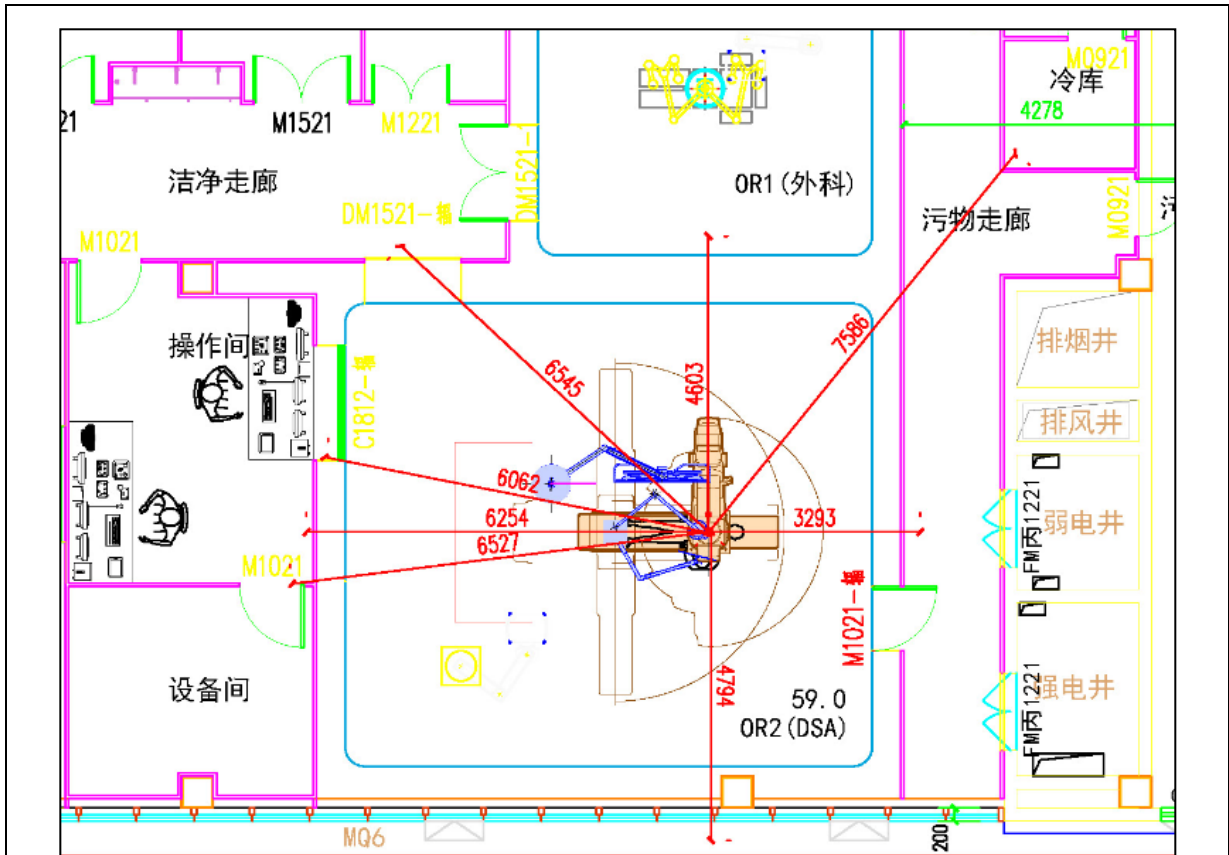 M0921
冷库
21
M1521
M1221
4278
DM1521-1
洁净走廊
OR1(外科)
M0921
污
DM1521-辐
污物走廊
M1021
操作间
7586
排烟井
6545
4603
C1812-辐
排风井
6062
6254
3293
FM丙1221
弱电井
6527
M1021
M1021-辐
设备间
4794
59.0
OR2(DSA)
FM丙1221
强电井
MQ6
200